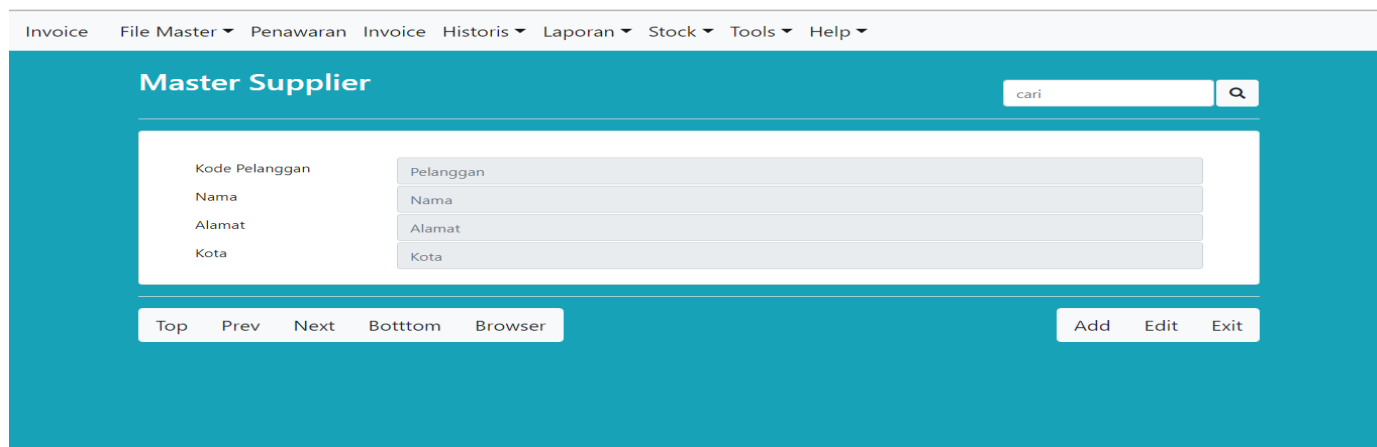 Invoice File Master Penawaran Invoice Historis Laporan Stock Tools Help
Master Supplier
cari
Kode Pelanggan Pelanggan
Nama Nama
Alamat Alamat
Kota Kota
Top Prev Next Botttom Browser Add Edit Exit